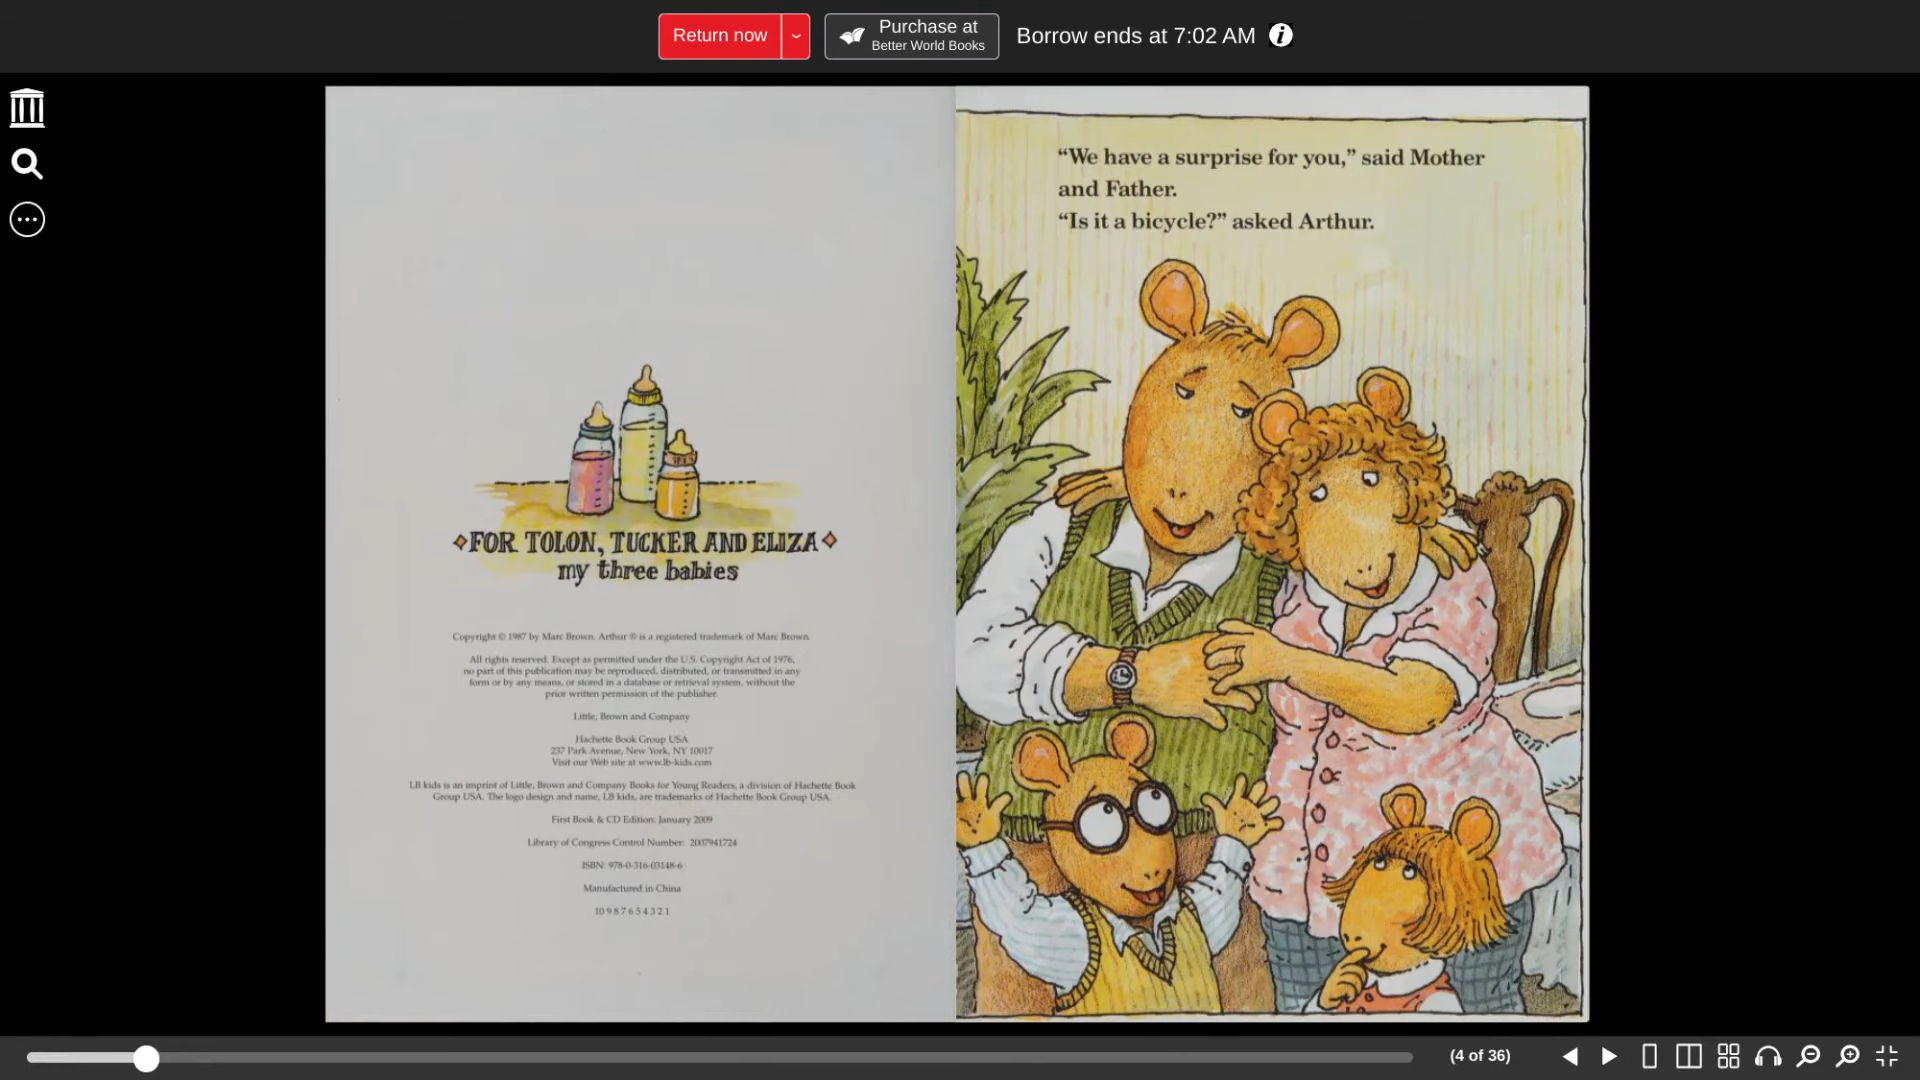 Return now
Purchase at
Better World Books
Borrow ends at 7:02 AM
FOR TOLON, TUCKER AND ELIZA
my three babies
Copyright © 1987 by Marc Brown. Arthur ® is a registered trademark of Marc Brown.
All rights reserved. Except as permitted under the U.S. Copyright Act of 1976,
no part of this publication may be reproduced, distributed, or transmitted in any
form or by any means, or stored in a database or retrieval system, without the
prior written permission of the publisher.
Little, Brown and Company
Hachette Book Group USA
237 Park Avenue, New York, NY 10017
Visit our Web site at www.lb-kids.com
LB kids is an imprint of Little, Brown and Company Books for Young Readers, a division of Hachette Book
Group USA. The logo design and name, LB kids, are trademarks of Hachette Book Group USA.
First Book & CD Edition: January 2009
Library of Congress Control Number: 2007941724
ISBN: 978-0-316-03148-6
Manufactured in China
10 9 8 7 6 5 4 3 2 1
“We have a surprise for you,” said Mother
and Father.
“Is it a bicycle?” asked Arthur.
(4 of 36)